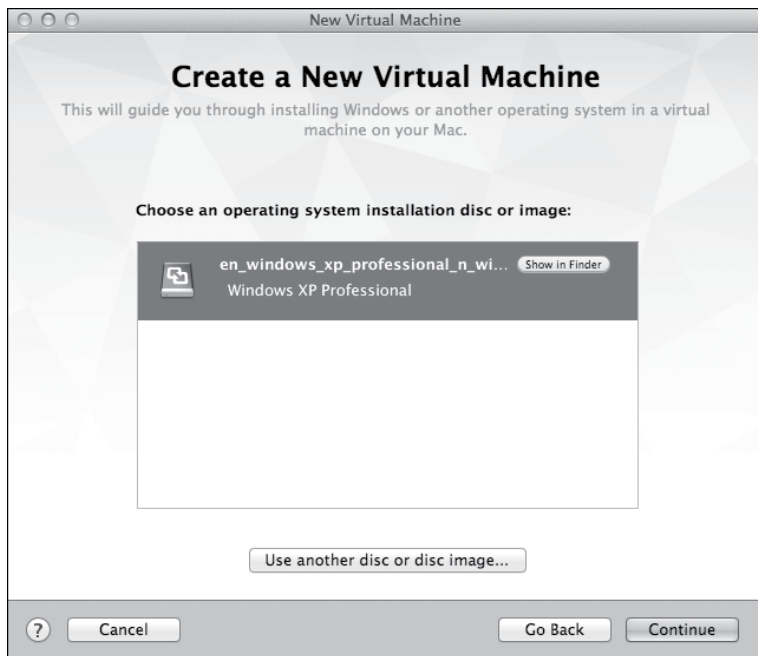 New Virtual Machine
Create a New Virtual Machine
This will guide you through installing Windows or another operating system in a virtual
machine on your Mac.
Choose an operating system installation disc or image:
en_windows_xp_professional_n_wi... Show in Finder
Windows XP Professional
Use another disc or disc image...
? Cancel Go Back Continue